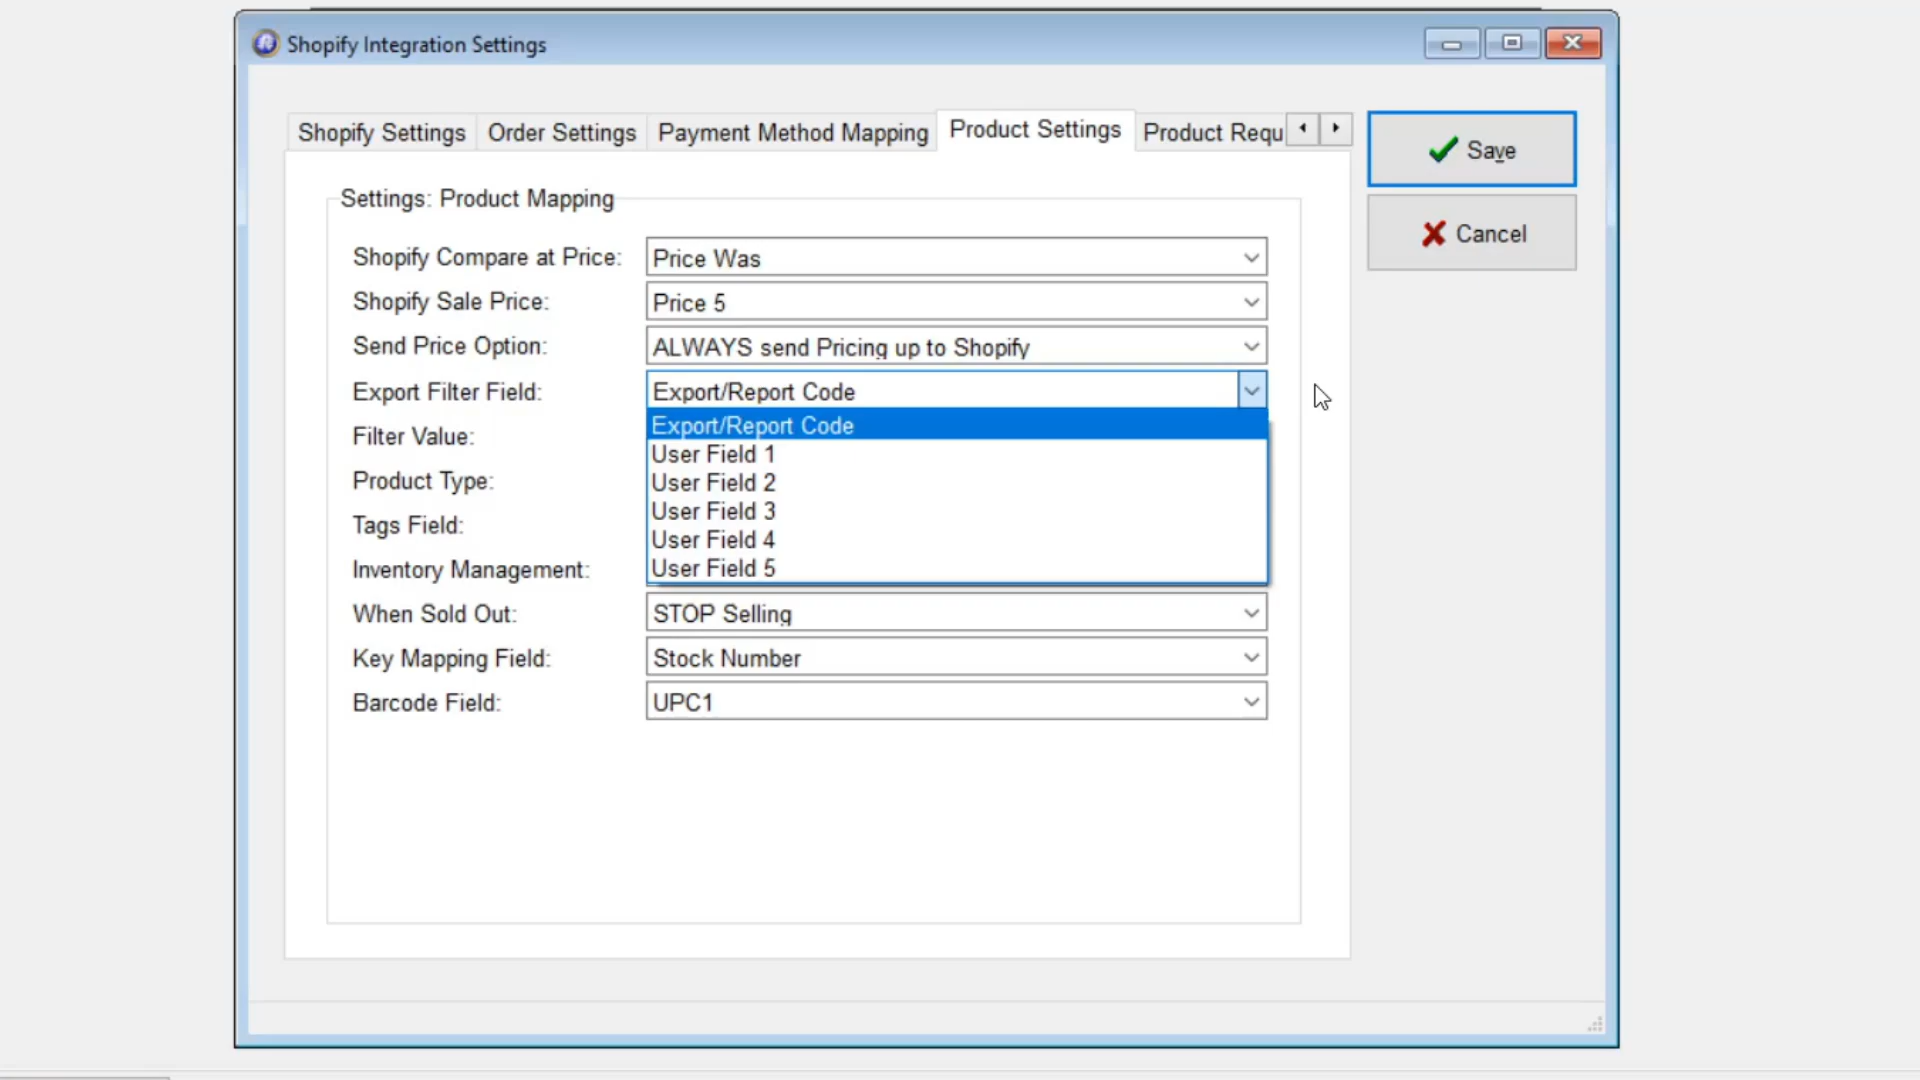 Shopify Integration Settings
Shopify Settings
Order Settings
Payment Method Mapping
Product Settings
Product Requ
Save
Cancel
Settings: Product Mapping
Shopify Compare at Price: Price Was
Shopify Sale Price: Price 5
Send Price Option: ALWAYS send Pricing up to Shopify
Export Filter Field: Export/Report Code
Export/Report Code
Filter Value:
User Field 1
User Field 2
Product Type:
User Field 3
Tags Field:
User Field 4
User Field 5
Inventory Management:
When Sold Out: STOP Selling
Key Mapping Field: Stock Number
Barcode Field: UPC1